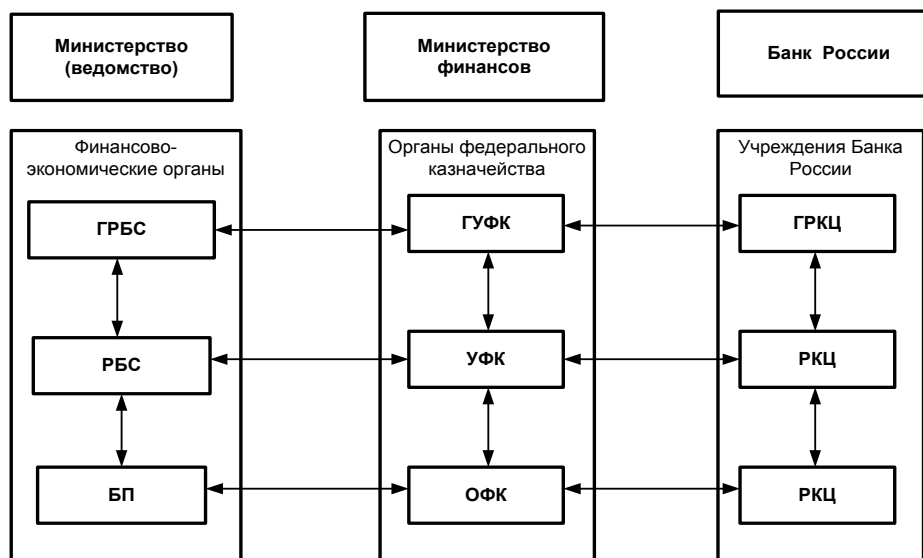 Министерство
(ведомство)
Министерство
финансов
Банк России
Финансово-
экономические органы
Органы федерального
казначейства
Учреждения Банка
России
ГРБС
ГУФК
ГРКЦ
РБС
УФК
РКЦ
БП
ОФК
РКЦ